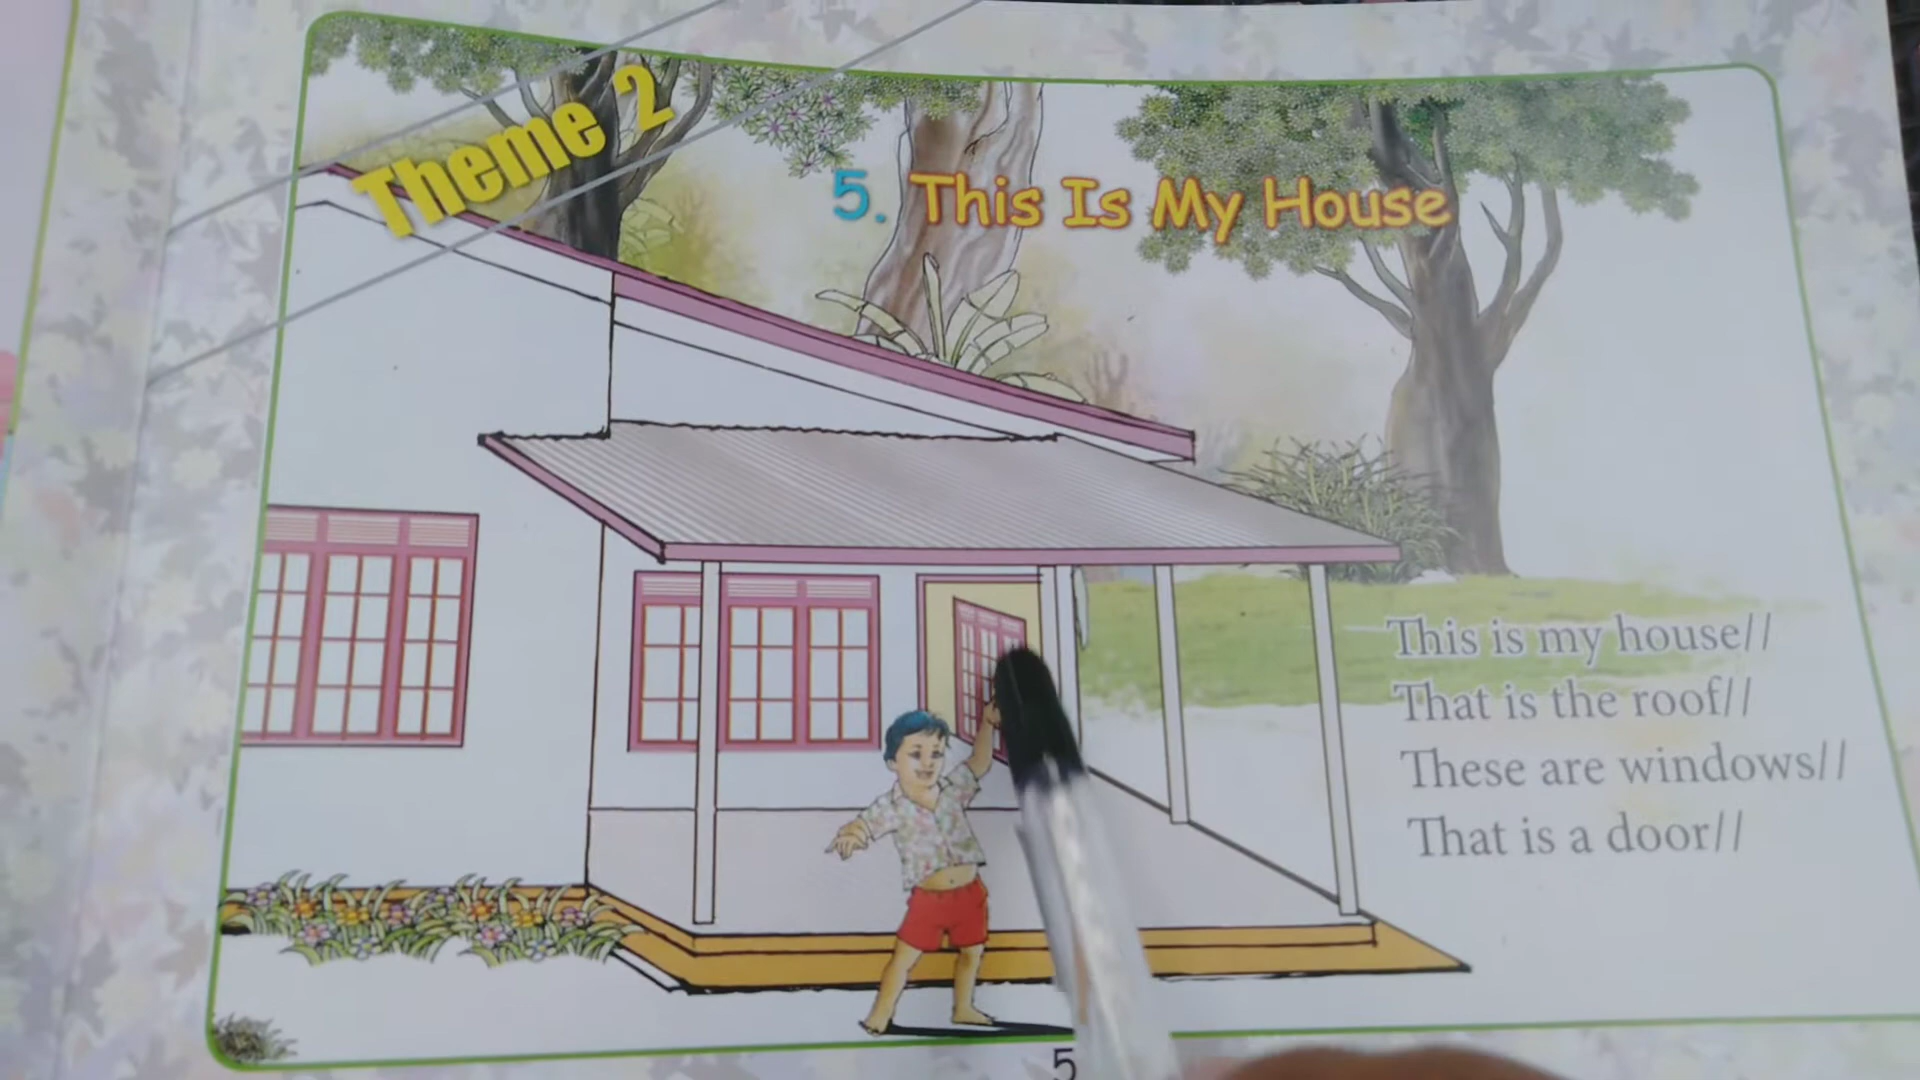 Theme 2
5. This Is My House
This is my house//
That is the roof//
These are windows//
That is a door//
5